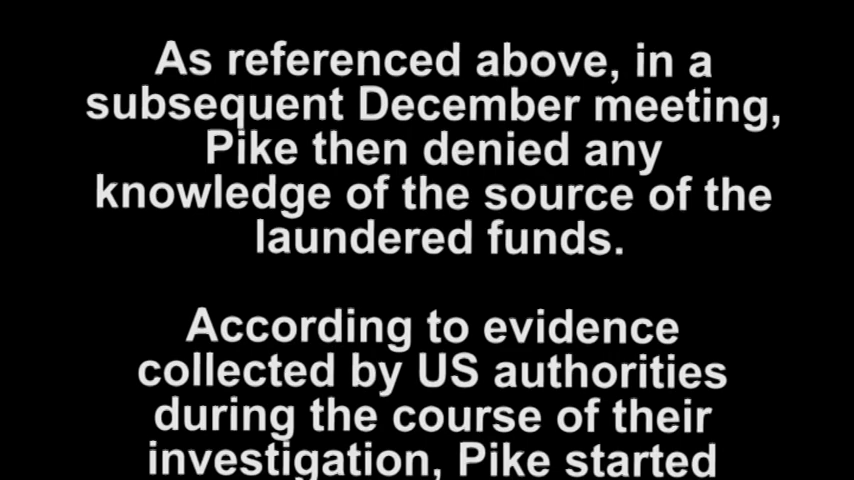 As referenced above, in a
subsequent December meeting,
Pike then denied any
knowledge of the source of the
laundered funds.
According to evidence
collected by US authorities
during the course of their
investigation, Pike started